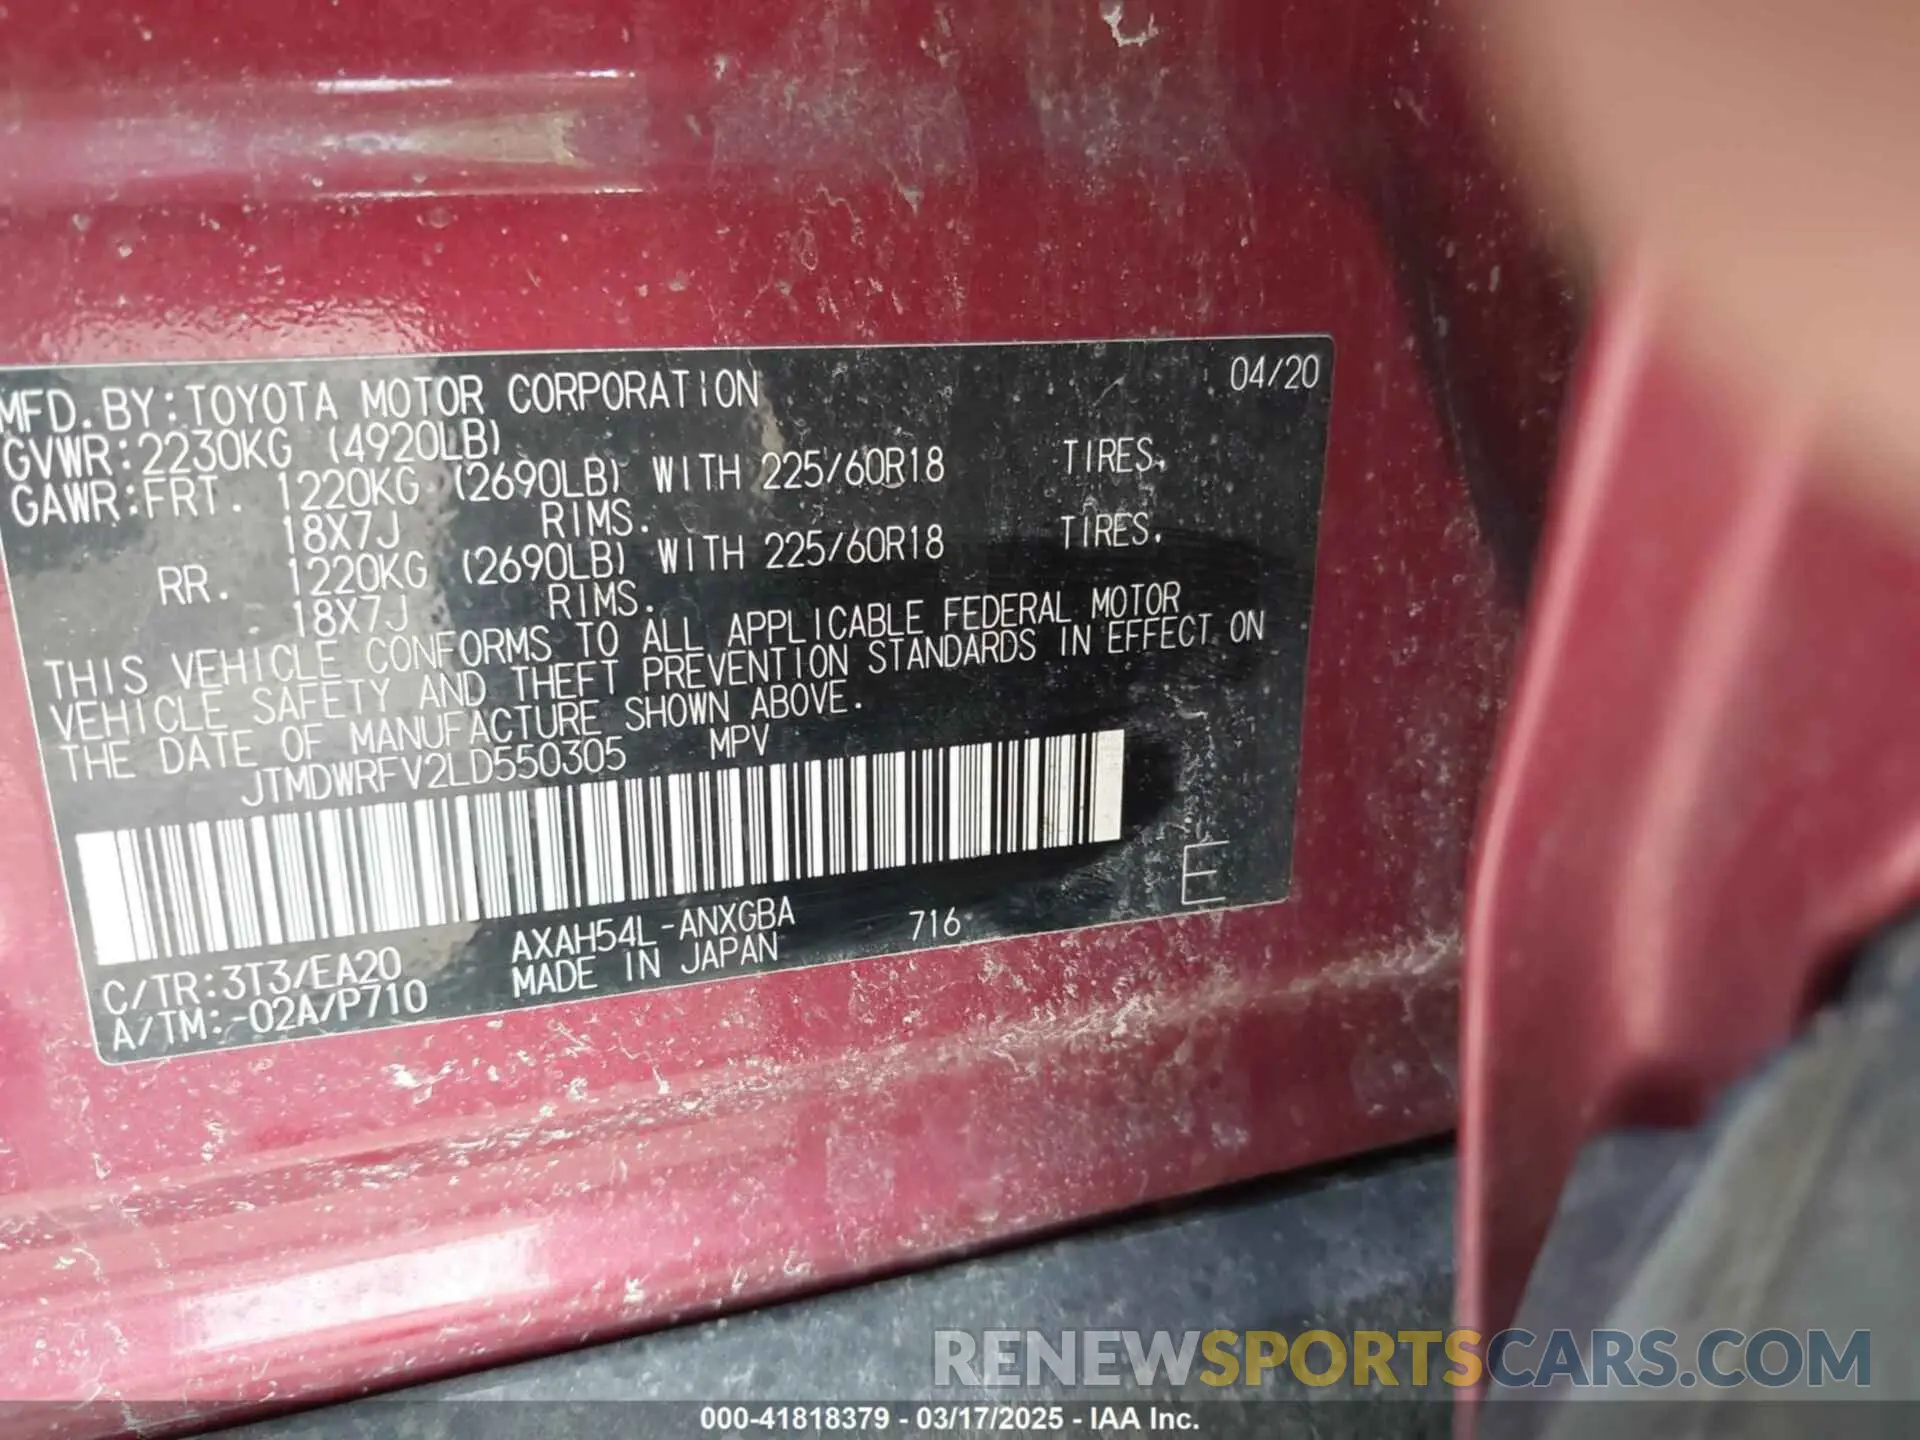 04/20
MFD. BY:TOYOTA MOTOR CORPORATION
GVWR:2230KG (4920LB)
GAWR:FRT. 1220KG (2690LB) WITH 225/60R18 TIRES,
18X7J RIMS.
RR. 1220KG (2690LB) WITH 225/60R18 TIRES,
18X7J RIMS.
THIS VEHICLE CONFORMS TO ALL APPLICABLE FEDERAL MOTOR
VEHICLE SAFETY AND THEFT PREVENTION STANDARDS IN EFFECT ON
THE DATE OF MANUFACTURE SHOWN ABOVE.
JTMDWRFV2LD550305 MPV
E
AXAH54L-ANXGBA 716
C/TR:3T3/EA20 MADE IN JAPAN
A/TM:-02A/P710
RENEWSPORTSCARS.COM
000-41818379 - 03/17/2025 - IAA Inc.